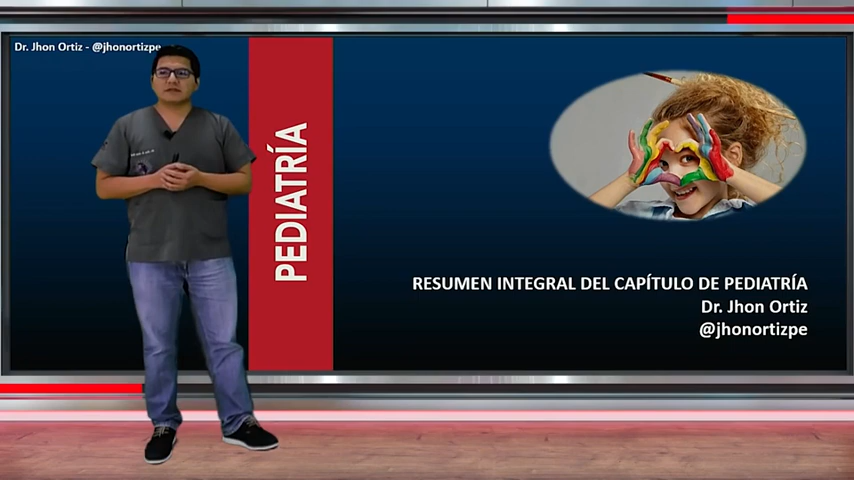 Dr. Jhon Ortiz - @jhonortizpe
PEDIATRÍA
RESUMEN INTEGRAL DEL CAPÍTULO DE PEDIATRÍA
Dr. Jhon Ortiz
@jhonortizpe